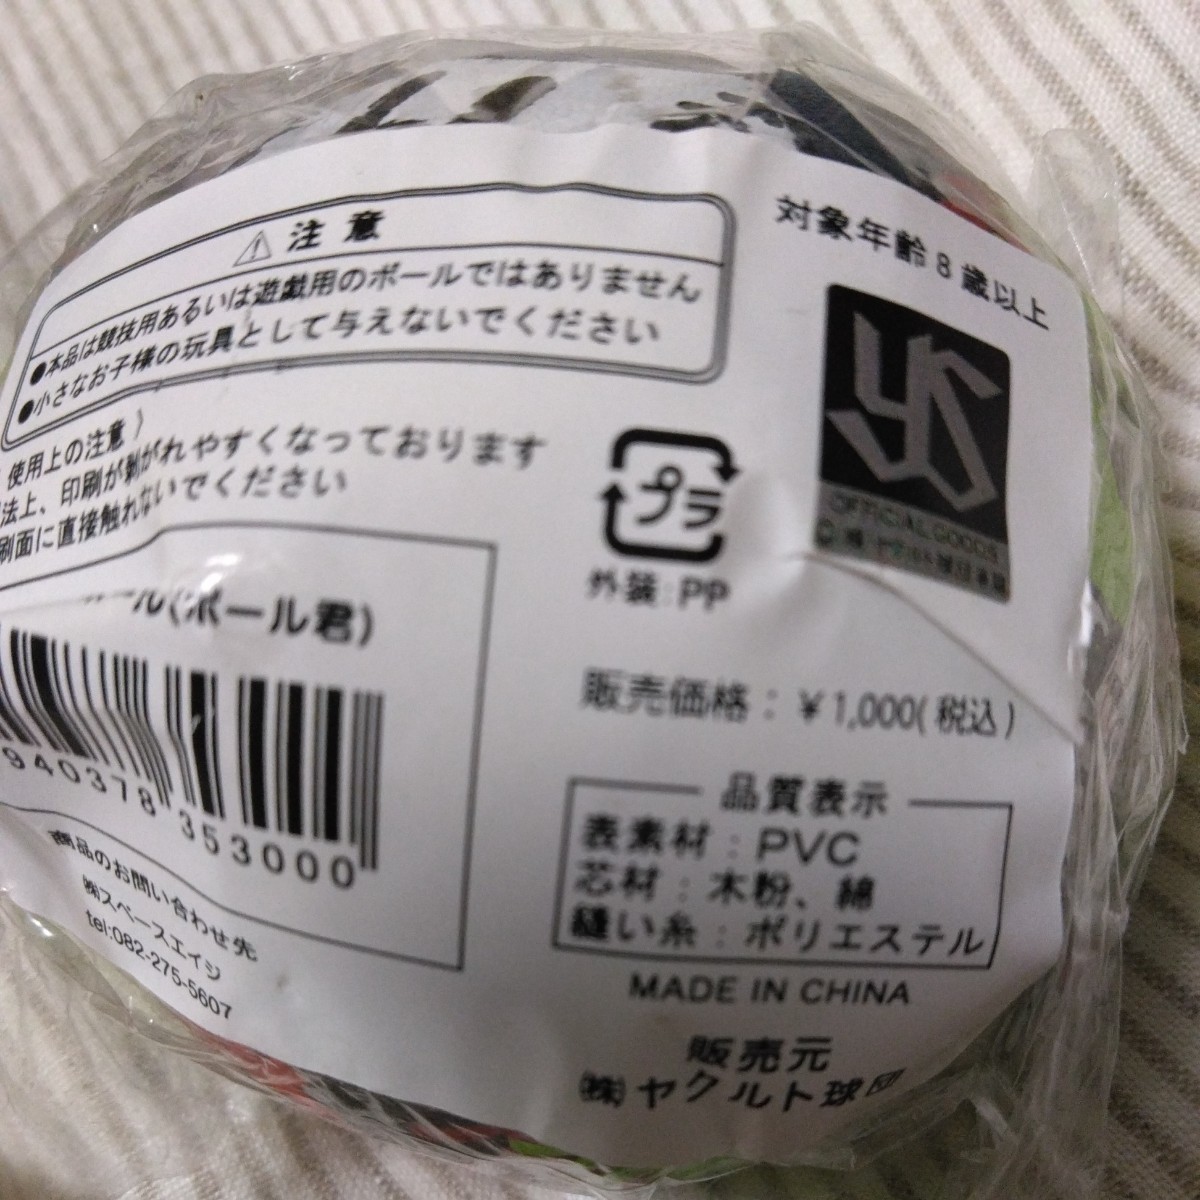 対象年齢8歳以上
⚠注意
●本品は競技用あるいは遊戯用のボールではありません
●小さなお子様の玩具として与えないでください
使用上の注意〉
法上、印刷が剥がれやすくなっております
刷面に直接触れないでください
プラ
外装:PP
OFFICIAL GOODS
ール(ボール君)
940378 353000
販売価格:¥1,000(税込)
品質表示
表素材:PVC
芯材:木粉、綿
縫い糸:ポリエステル
MADE IN CHINA
販売元
㈱ヤクルト球団
商品のお問い合わせ先
㈱スペースエイジ
tel:082-275-5607